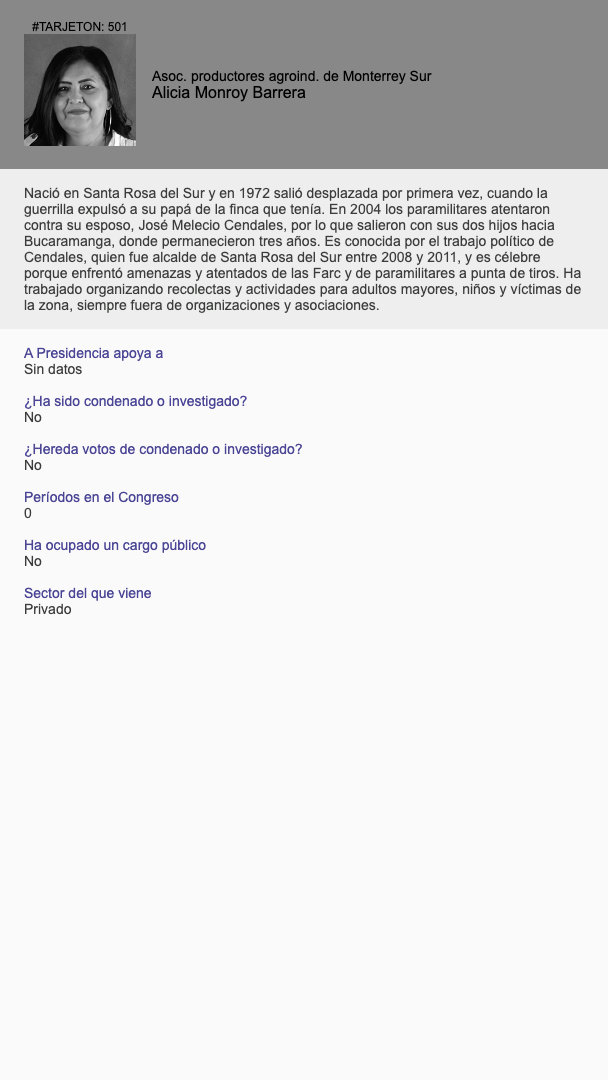 #TARJETON: 501
Asoc. productores agroind. de Monterrey Sur
Alicia Monroy Barrera
Nació en Santa Rosa del Sur y en 1972 salió desplazada por primera vez, cuando la
guerrilla expulsó a su papá de la finca que tenía. En 2004 los paramilitares atentaron
contra su esposo, José Melecio Cendales, por lo que salieron con sus dos hijos hacia
Bucaramanga, donde permanecieron tres años. Es conocida por el trabajo político de
Cendales, quien fue alcalde de Santa Rosa del Sur entre 2008 y 2011, y es célebre
porque enfrentó amenazas y atentados de las Farc y de paramilitares a punta de tiros. Ha
trabajado organizando recolectas y actividades para adultos mayores, niños y víctimas de
la zona, siempre fuera de organizaciones y asociaciones.
A Presidencia apoya a
Sin datos
¿Ha sido condenado o investigado?
No
¿Hereda votos de condenado o investigado?
No
Períodos en el Congreso
0
Ha ocupado un cargo público
No
Sector del que viene
Privado